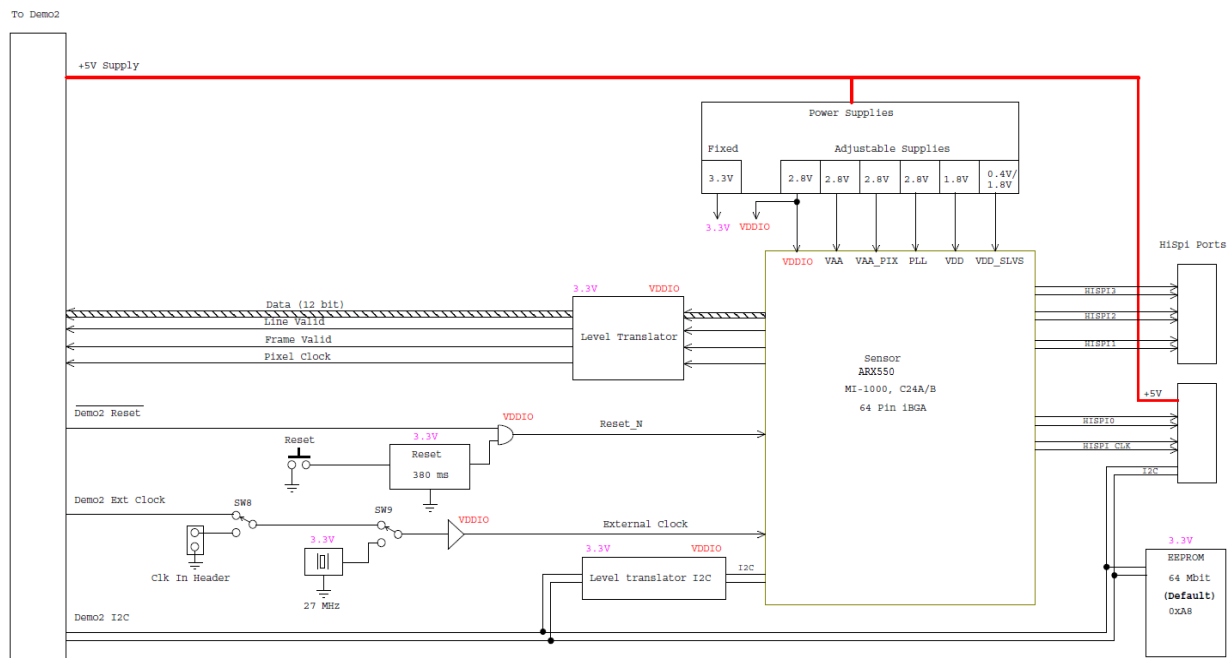 To Demo2
+5V Supply
Power Supplies
Fixed
Adjustable Supplies
3.3V
2.8V
2.8V
2.8V
2.8V
1.8V
0.4V/
1.8V
3.3V
VDDIO
VDDIO
VAA
VAA_PIX
PLL
VDD
VDD_SLVS
HiSpi Ports
3.3V
VDDIO
Data (12 bit)
Line Valid
Frame Valid
Pixel Clock
Level Translator
HISPI3
HISPI2
HISPI1
Sensor
ARX550
MI-1000, C24A/B
64 Pin iBGA
+5V
Demo2 Reset
VDDIO
Reset_N
HISPI0
HISPI CLK
I2C
Reset
3.3V
Reset
380 ms
Demo2 Ext Clock
SW8
SW9
VDDIO
External Clock
Clk In Header
3.3V
27 MHz
3.3V
VDDIO
Level translator I2C
I2C
3.3V
EEPROM
64 Mbit
(Default)
0xA8
Demo2 I2C